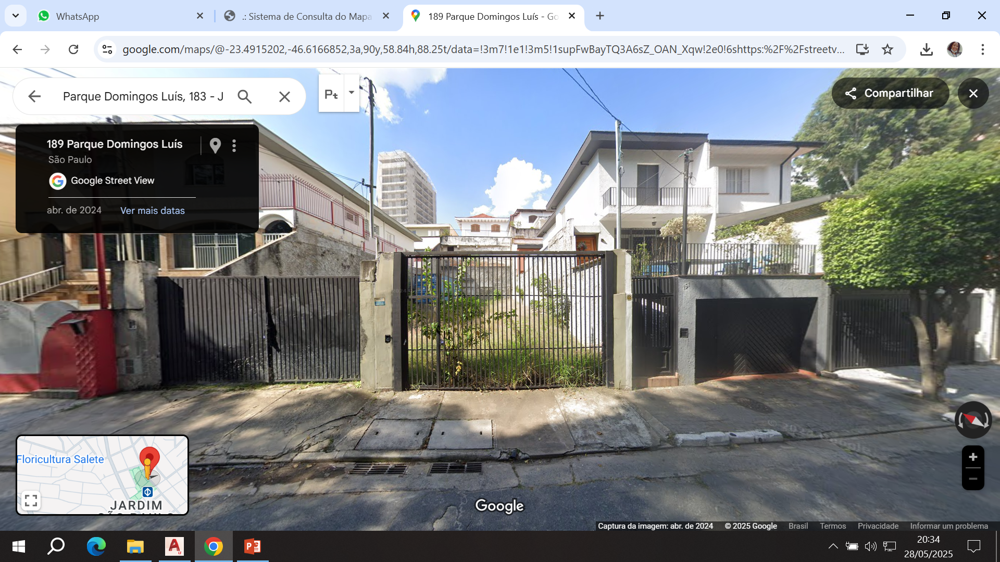 WhatsApp
.: Sistema de Consulta do Mapa
189 Parque Domingos Luís - Go
google.com/maps/@-23.4915202,-46.6166852,3a,90y,58.84h,88.25t/data=!3m7!1e1!3m5!1supFwBayTQ3A6sZ_OAN_Xqw!2e0!6shttps:%2F%2Fstreetv...
Parque Domingos Luís, 183 - J
Compartilhar
189 Parque Domingos Luís
São Paulo
Google Street View
abr. de 2024
Ver mais datas
191
Floricultura Salete
JARDIM
Google
Captura da imagem: abr. de 2024
© 2025 Google
Brasil
Termos
Privacidade
Informar um problema
20:34
28/05/2025